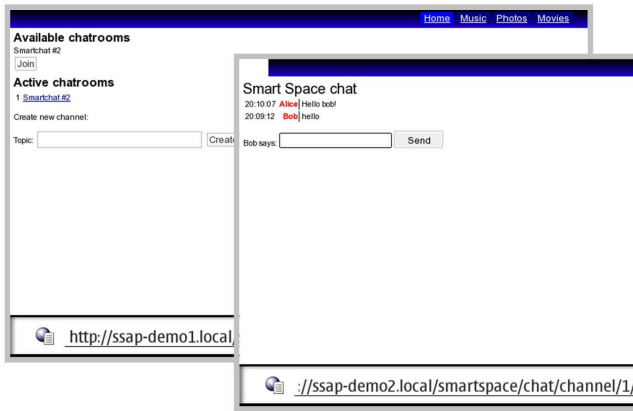 Home Music Photos Movies
Available chatrooms
Smartchat #2
Join
Active chatrooms
1 Smartchat #2
Create new channel:
Topic:
Smart Space chat
20:10:07 Alice Hello bob!
20:09:12 Bob hello
Bob says: Send
http://ssap-demo1.local/
://ssap-demo2.local/smartspace/chat/channel/1/